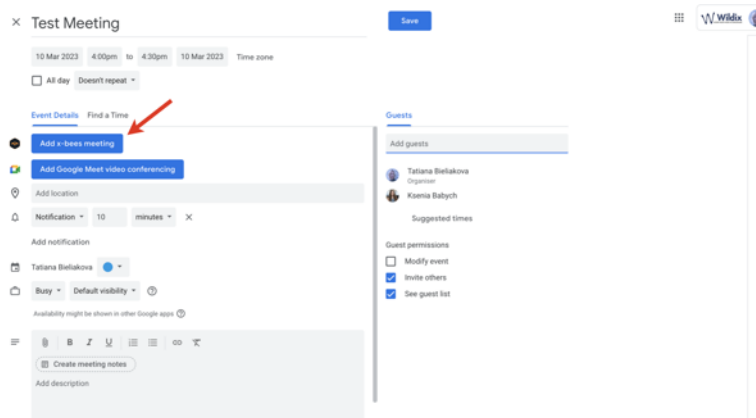 Test Meeting
Save
Wildix
10 Mar 2023 4:00pm to 4:30pm 10 Mar 2023 Time zone
All day Doesn't repeat
Event Details Find a Time
Guests
Add x-bees meeting
Add guests
Add Google Meet video conferencing
Tatiana Bieliakova
Organiser
Add location
Ksenia Babych
Notification 10 minutes
Suggested times
Add notification
Guest permissions
Modify event
Tatiana Bieliakova
Invite others
Busy Default visibility
See guest list
Availability might be shown in other Google apps
B I U
Create meeting notes
Add description